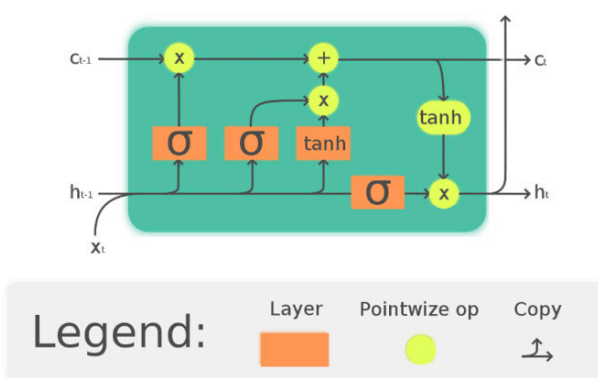 Ct-1 x + Ct
x
tanh
σ σ tanh
ht-1 σ x ht
xt
Layer Pointwize op Copy
Legend: